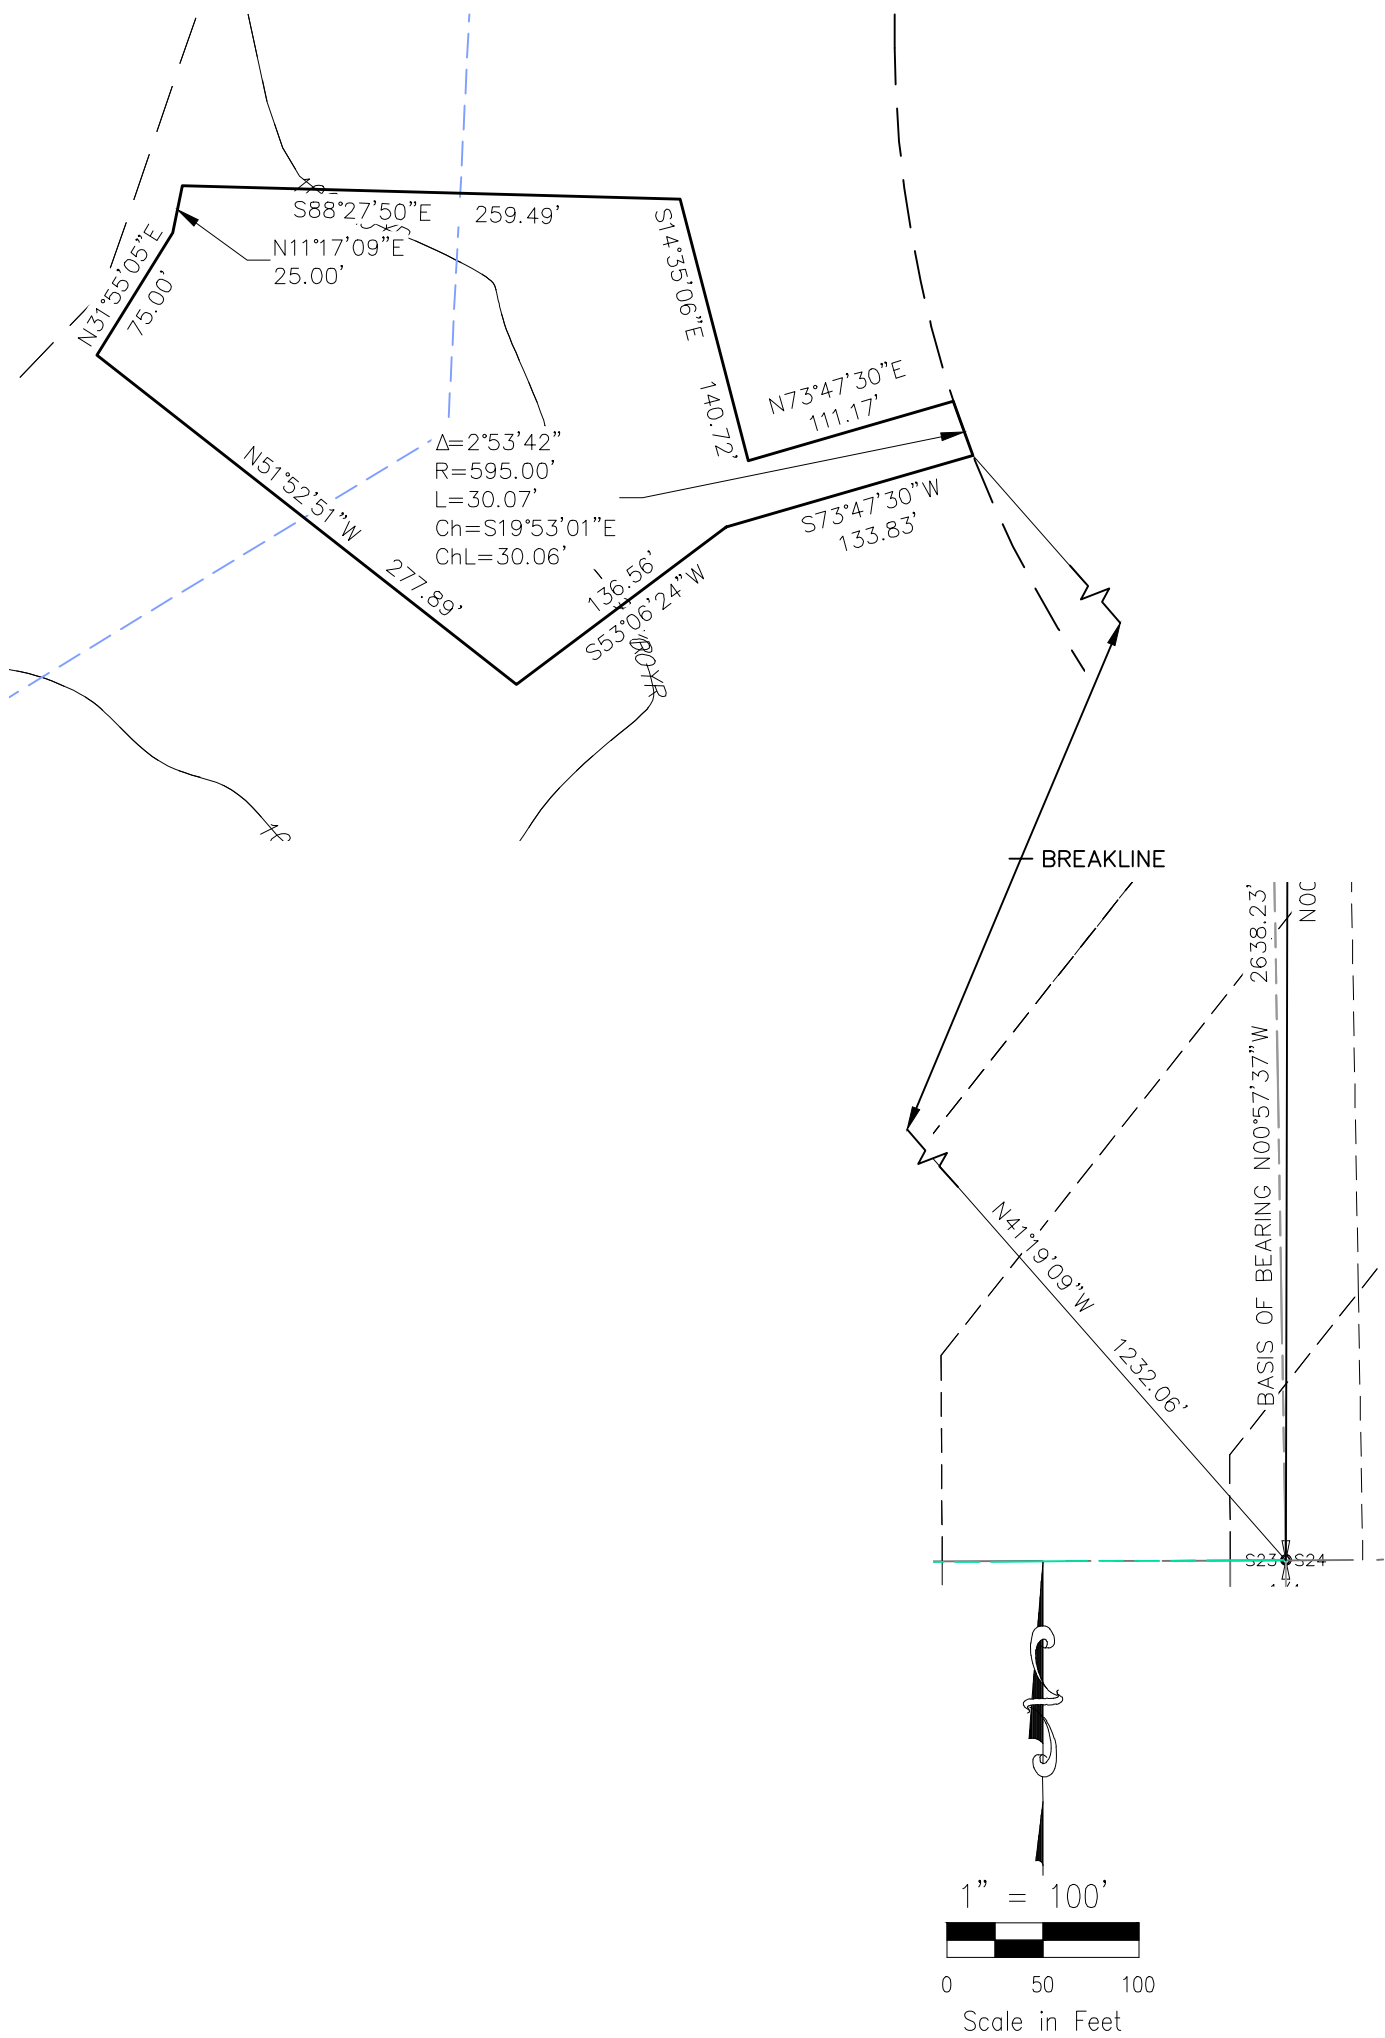 S88°27'50"E 259.49'
N11°17'09"E
25.00'
N31°55'05"E
75.00'
S14°35'06"E 140.72'
N73°47'30"E
111.17'
Δ=2°53'42"
R=595.00'
L=30.07'
Ch=S19°53'01"E
ChL=30.06'
N51°52'51"W 277.89'
S73°47'30"W
133.83'
136.56'
S53°06'24"W
BREAKLINE
2638.23'
N00
BASIS OF BEARING N00°57'37"W
N41°19'09"W 1232.06'
S23 S24
1" = 100'
0 50 100
Scale in Feet